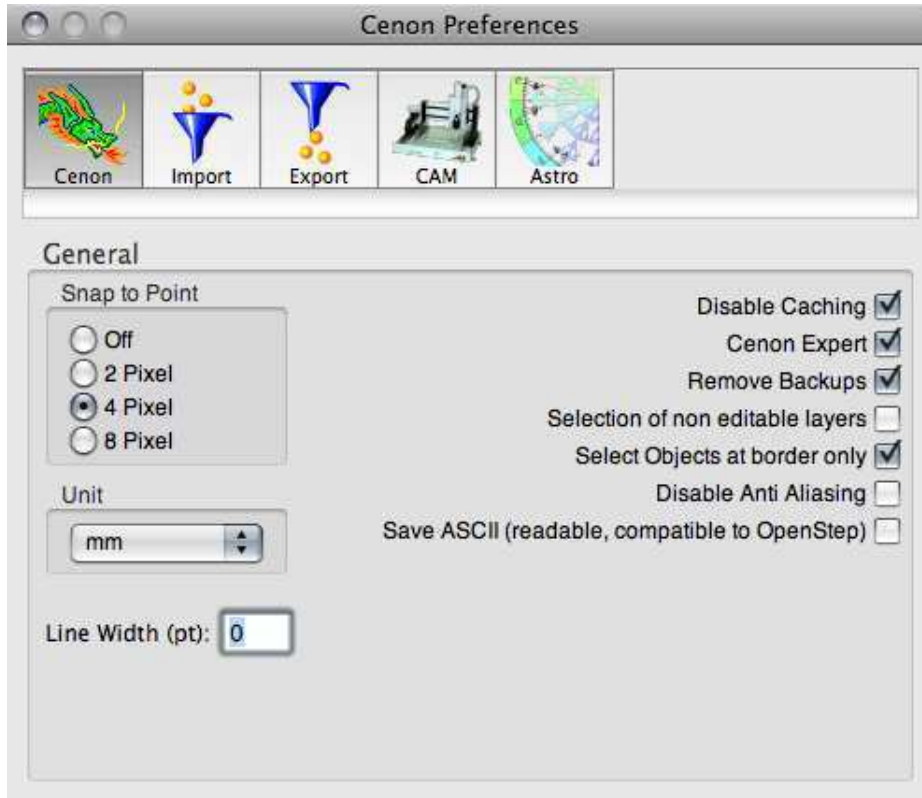 Cenon Preferences
Cenon
Import
Export
CAM
Astro
General
Snap to Point
Off
2 Pixel
4 Pixel
8 Pixel
Unit
mm
Line Width (pt): 0
Disable Caching
Cenon Expert
Remove Backups
Selection of non editable layers
Select Objects at border only
Disable Anti Aliasing
Save ASCII (readable, compatible to OpenStep)